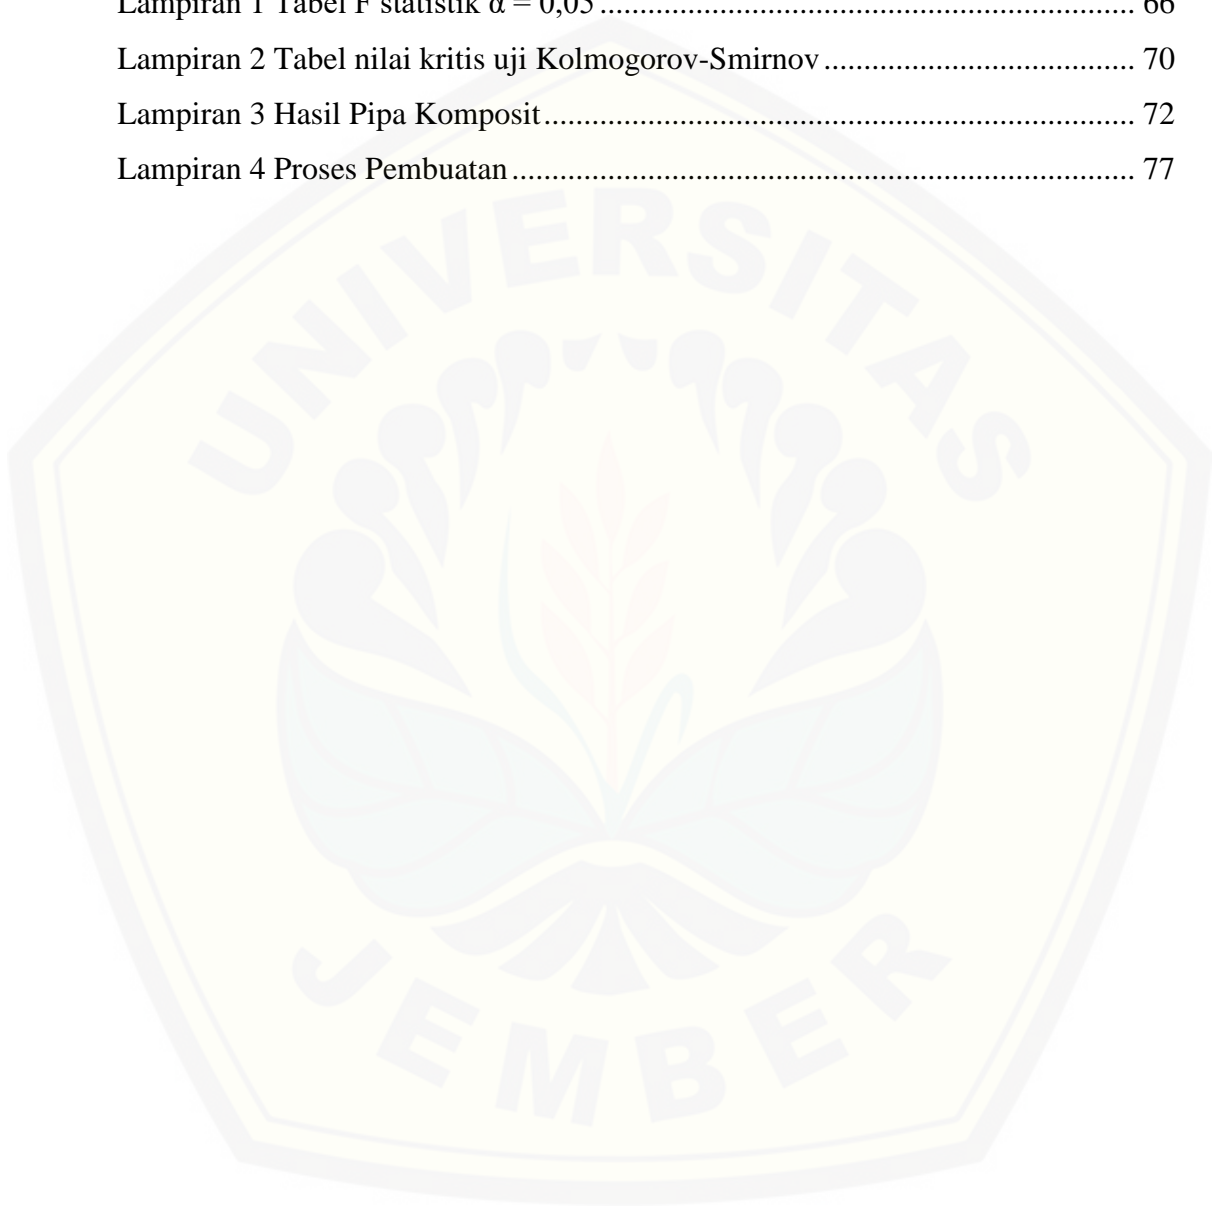 Lampiran 1 Tabel F statistik α = 0,05 .................................................................... 66
Lampiran 2 Tabel nilai kritis uji Kolmogorov-Smirnov ....................................... 70
Lampiran 3 Hasil Pipa Komposit ........................................................................... 72
Lampiran 4 Proses Pembuatan ............................................................................... 77
UNIVERSITAS
JEMBER